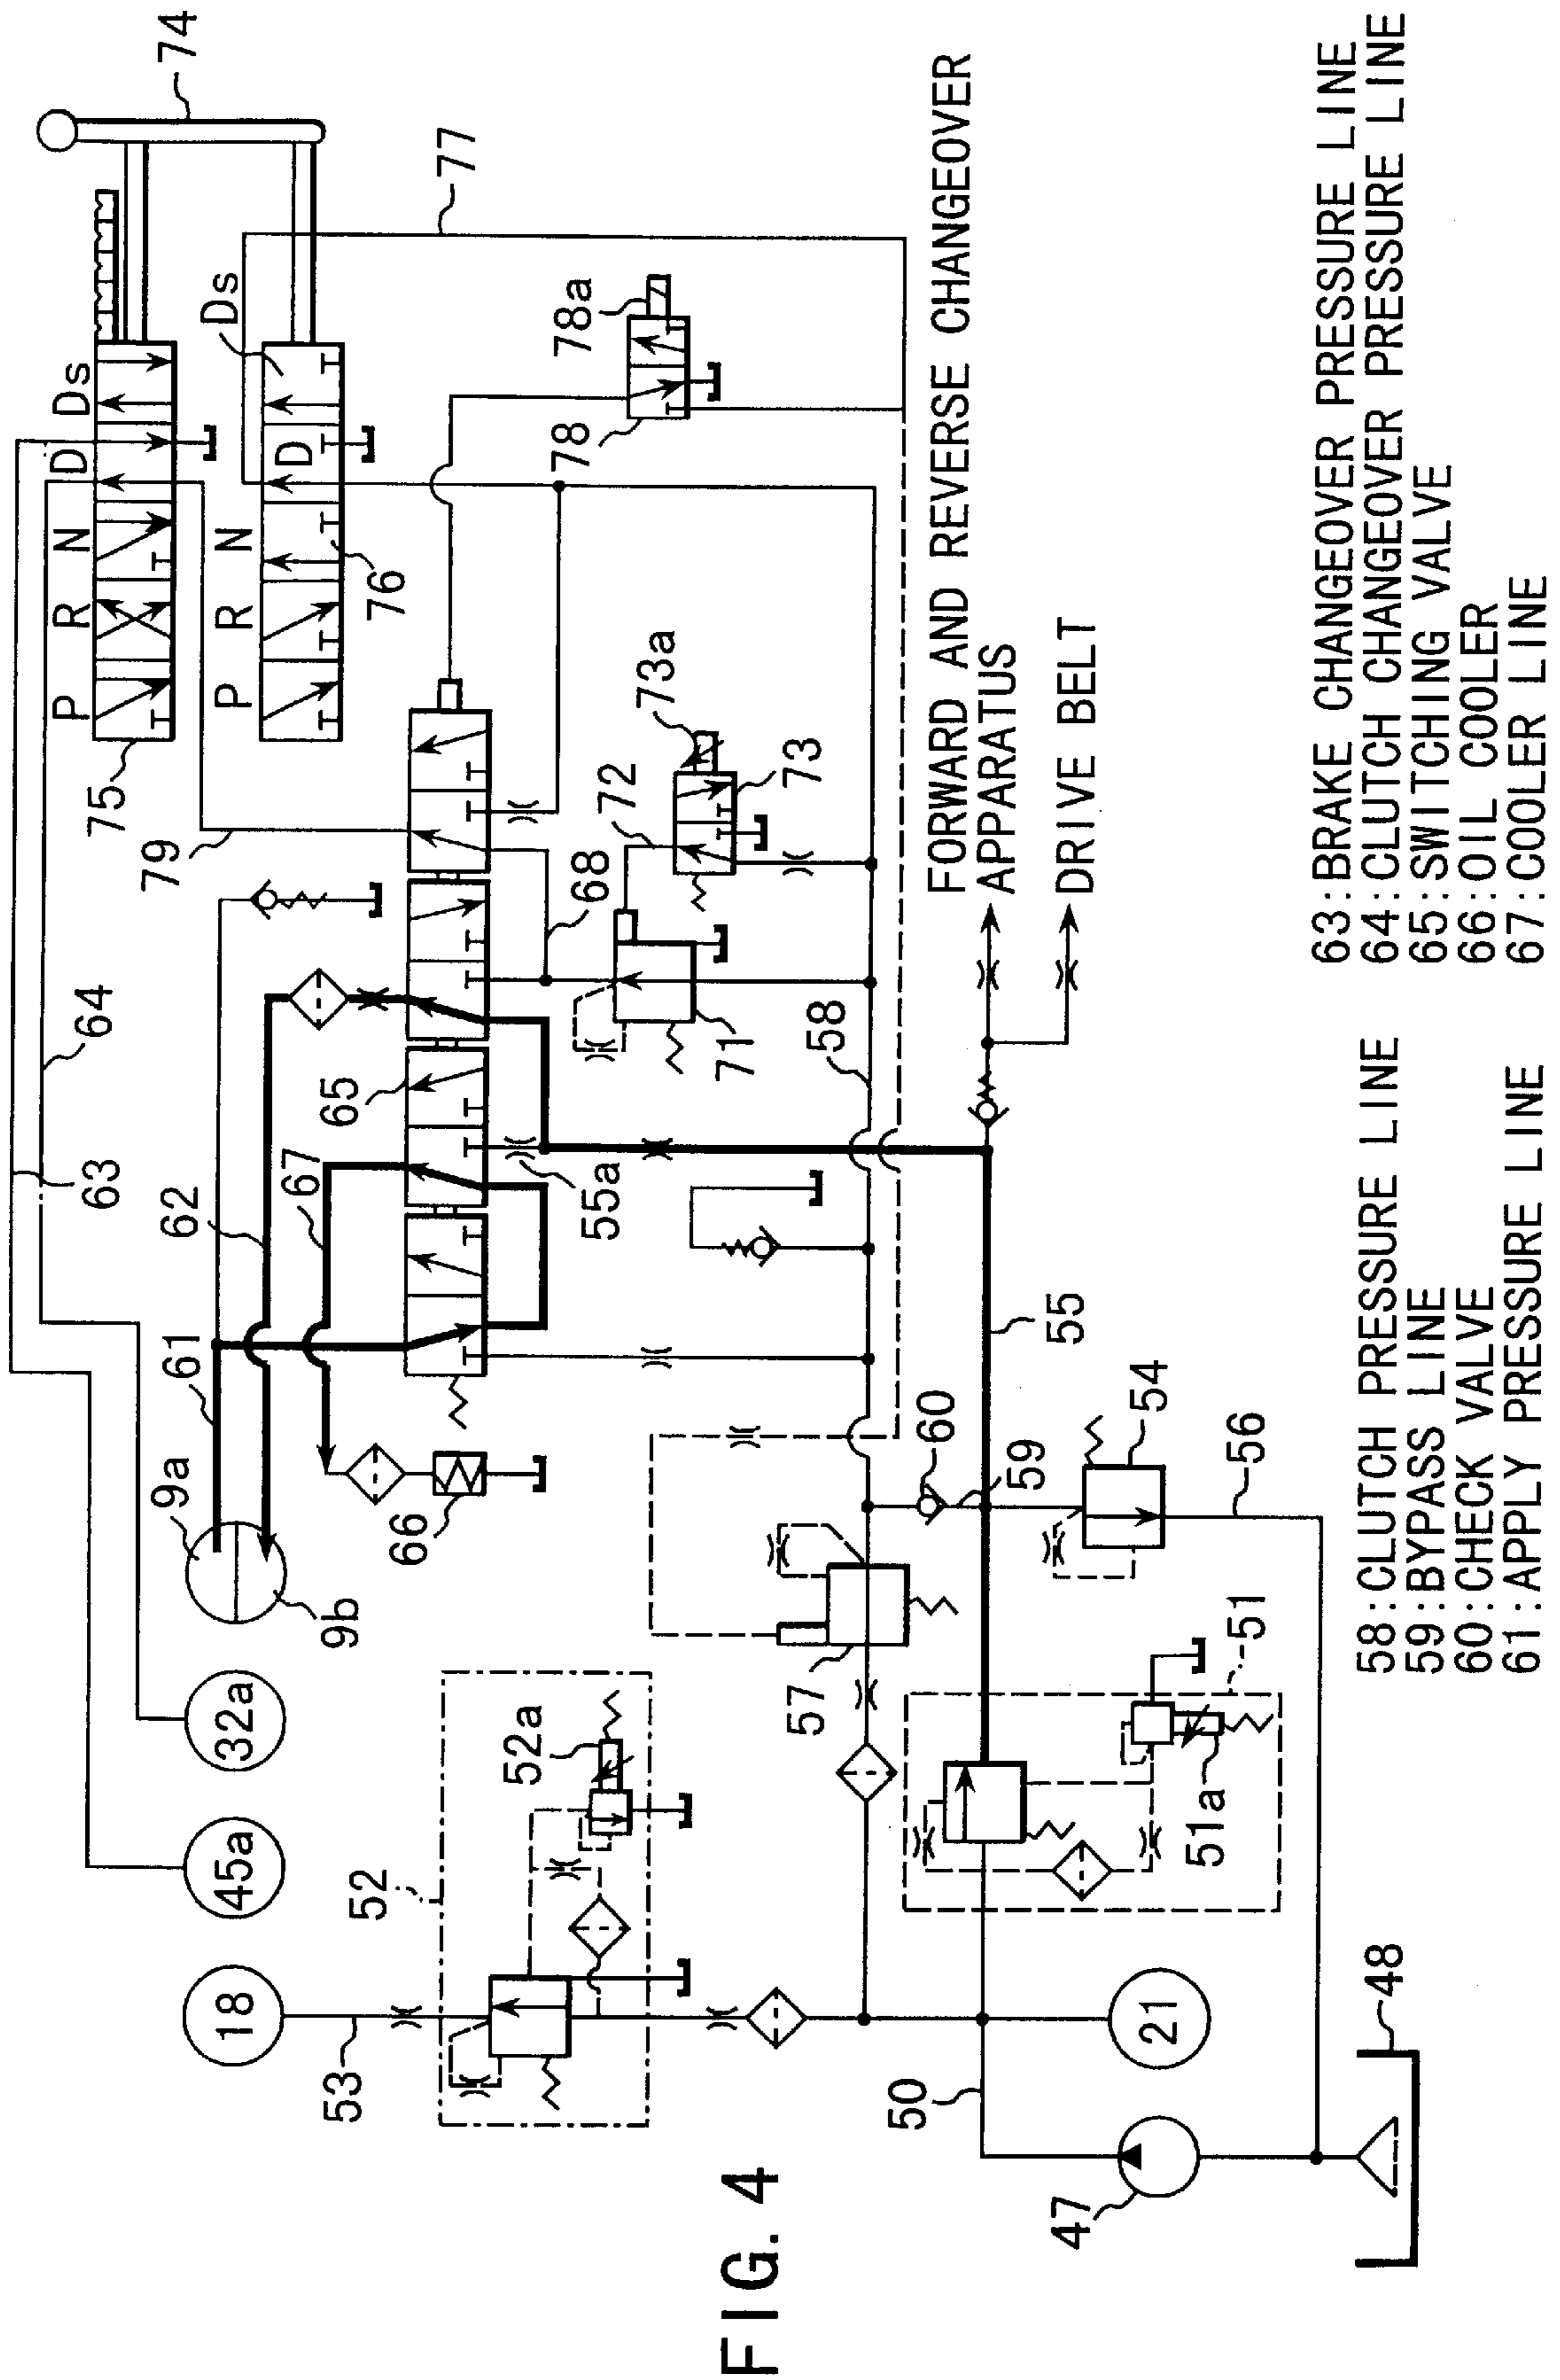 FIG. 4
74
77
Ds
D
N
R
P
75
Ds
D
N
R
P
76
78a
78
79
73a
73
72
68
71
64
63
65
67
62
61
55a
58
55
9a
9b
66
60
59
54
56
57
51
51a
52a
52
32a
45a
18
53
50
21
47
48
FORWARD AND REVERSE CHANGEOVER
APPARATUS
DRIVE BELT
58:CLUTCH PRESSURE LINE
59:BYPASS LINE
60:CHECK VALVE
61:APPLY PRESSURE LINE
63:BRAKE CHANGEOVER PRESSURE LINE
64:CLUTCH CHANGEOVER PRESSURE LINE
65:SWITCHING VALVE
66:OIL COOLER
67:COOLER LINE